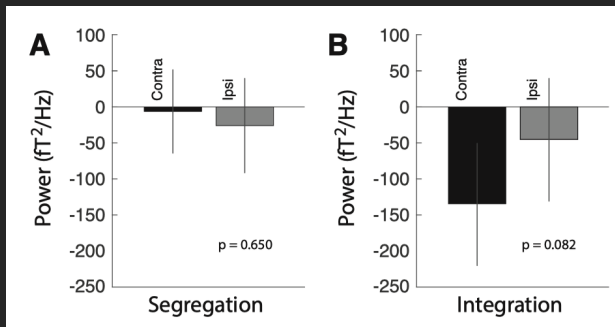 A
Power (fT²/Hz)
100
50
0
-50
-100
-150
-200
-250
Contra
Ipsi
p = 0.650
Segregation
B
Power (fT²/Hz)
100
50
0
-50
-100
-150
-200
-250
Contra
Ipsi
p = 0.082
Integration